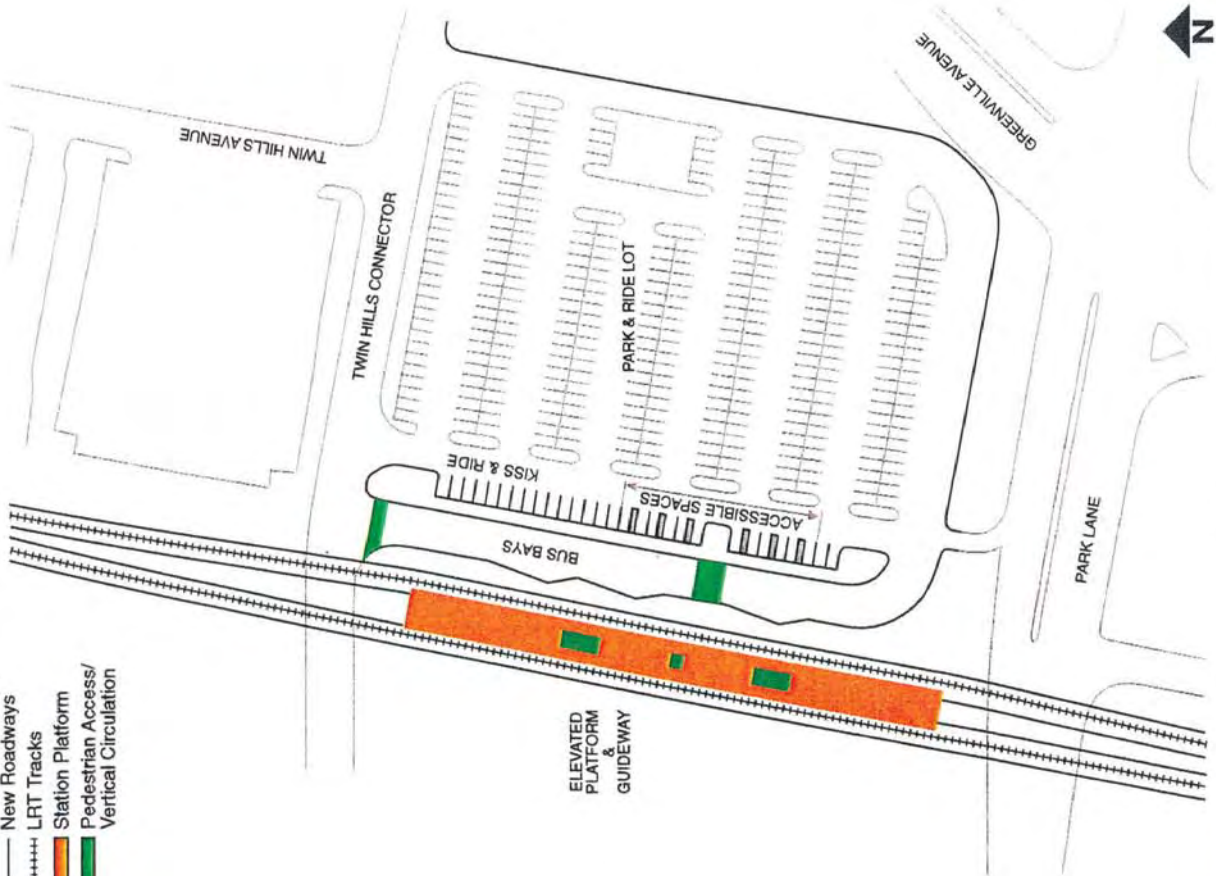 New Roadways
LRT Tracks
Station Platform
Pedestrian Access/
Vertical Circulation
TWIN HILLS AVENUE
GREENVILLE AVENUE
N
TWIN HILLS CONNECTOR
PARK & RIDE LOT
KISS & RIDE
ACCESSIBLE SPACES
BUS BAYS
ELEVATED
PLATFORM
&
GUIDEWAY
PARK LANE